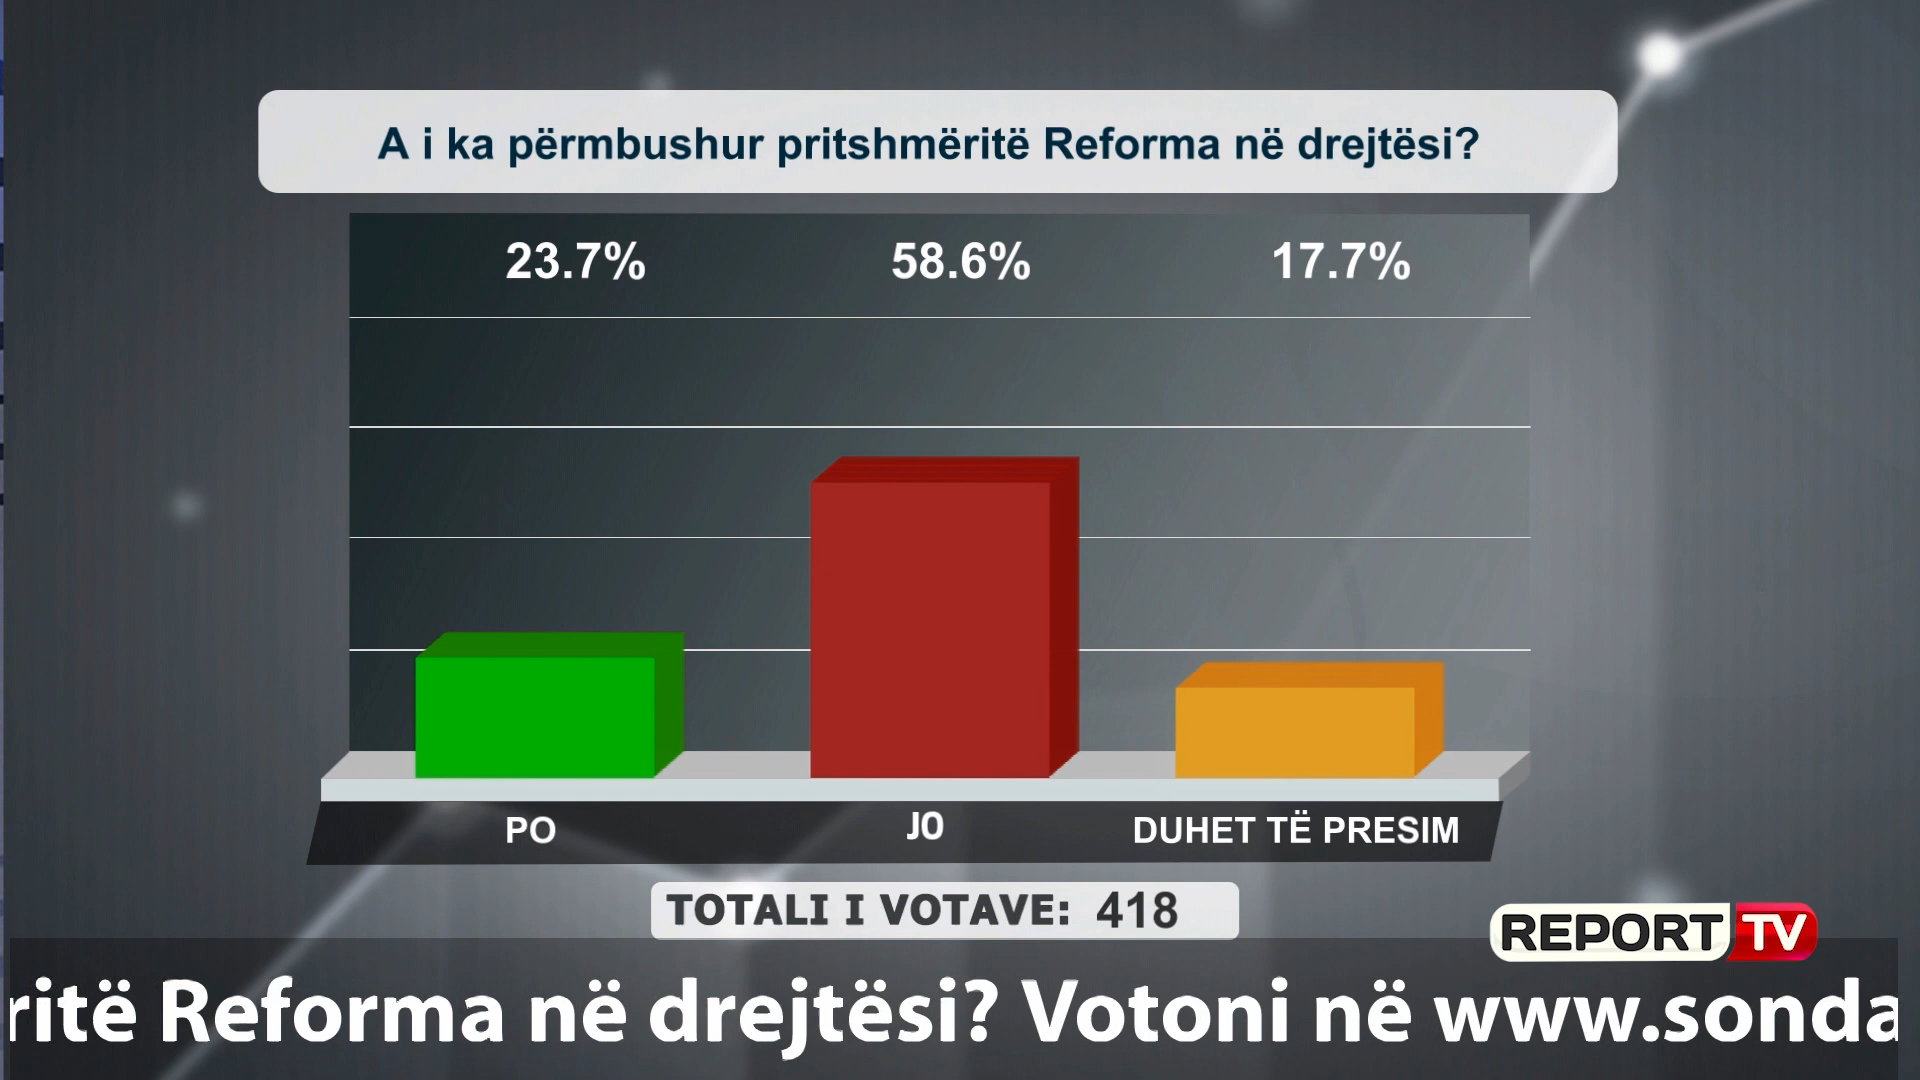 A i ka përmbushur pritshmëritë Reforma në drejtësi?
23.7% 58.6% 17.7%
PO JO DUHET TË PRESIM
TOTALI I VOTAVE: 418
REPORT TV
ritë Reforma në drejtësi? Votoni në www.sonda